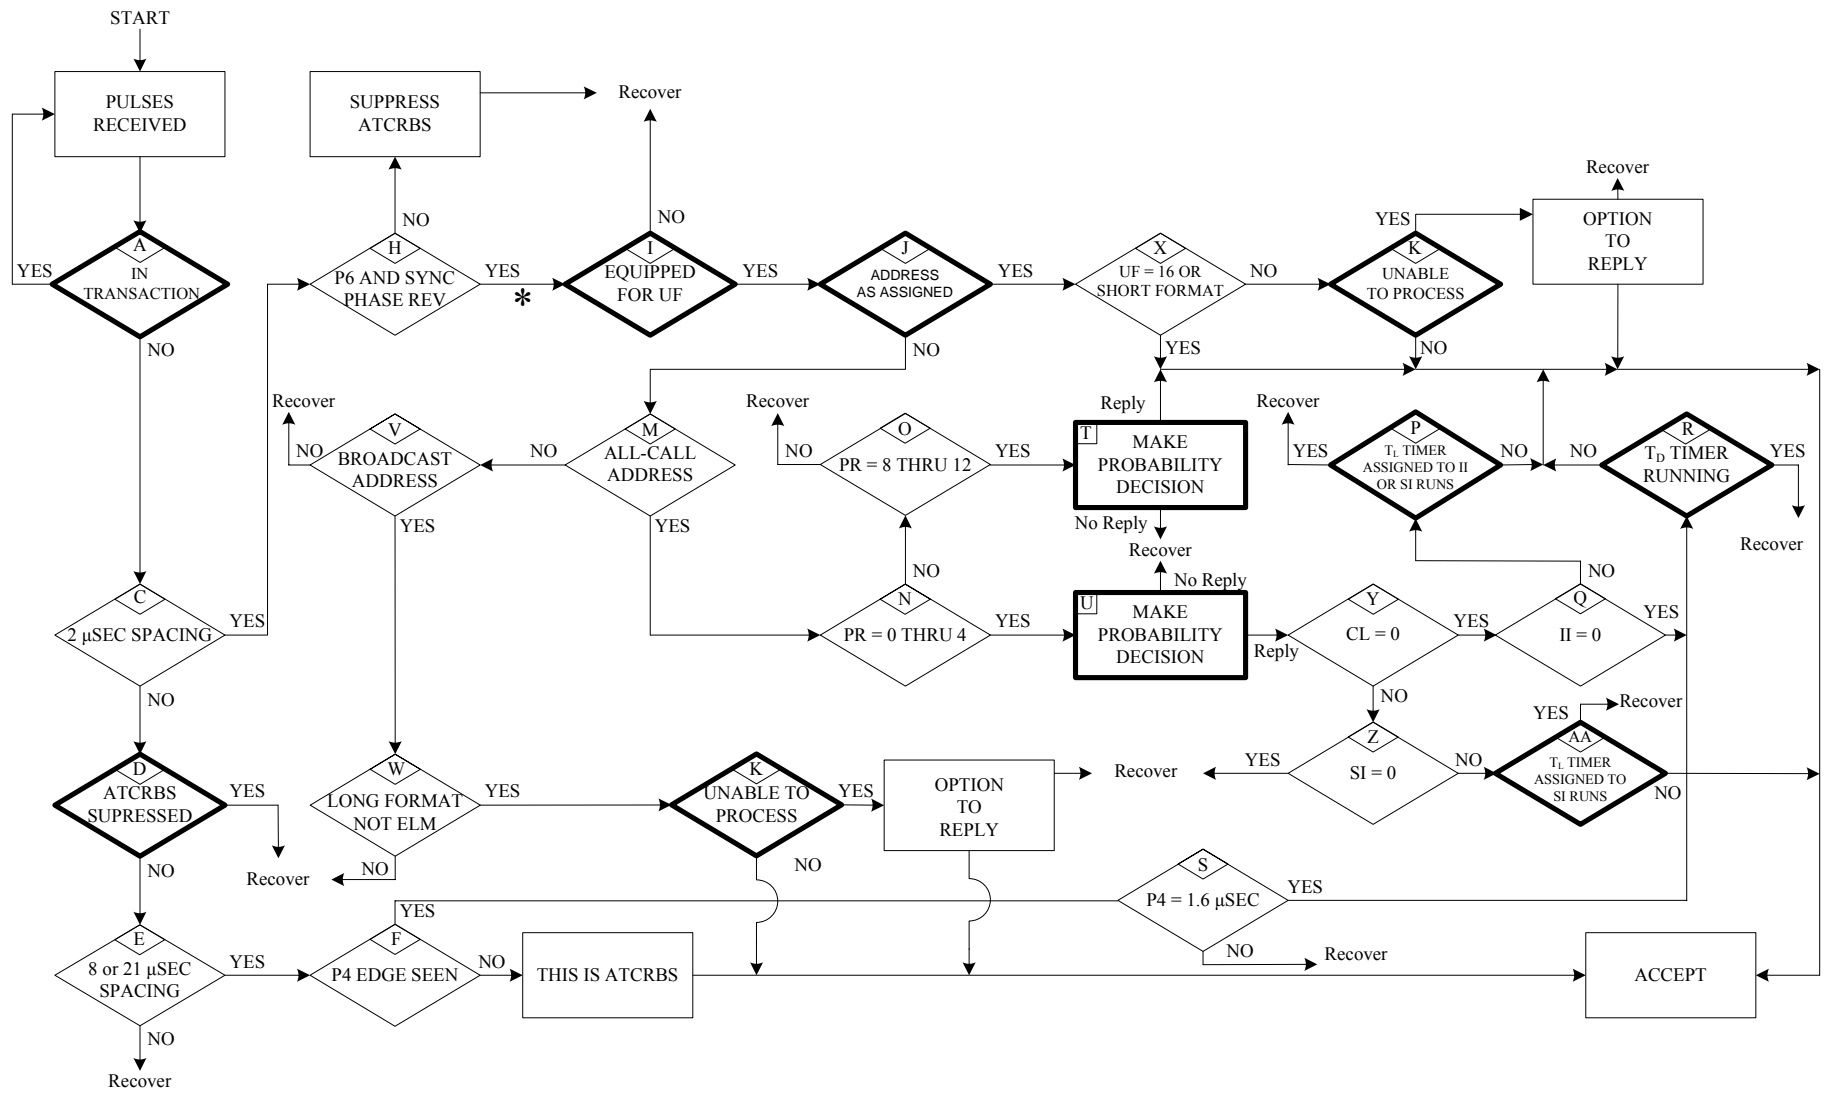 START
PULSES
RECEIVED
SUPPRESS
ATCRBS
Recover
Recover
NO
NO
YES
OPTION
TO
REPLY
A
IN
TRANSACTION
YES
NO
H
P6 AND SYNC
PHASE REV
YES
*
I
EQUIPPED
FOR UF
YES
J
ADDRESS
AS ASSIGNED
YES
NO
X
UF = 16 OR
SHORT FORMAT
NO
YES
K
UNABLE
TO PROCESS
NO
Recover
V
BROADCAST
ADDRESS
NO
YES
M
ALL-CALL
ADDRESS
NO
YES
Recover
O
PR = 8 THRU 12
NO
YES
Reply
T
MAKE
PROBABILITY
DECISION
No Reply
Recover
No Reply
Recover
P
TL TIMER
ASSIGNED TO II
OR SI RUNS
YES
NO
R
TD TIMER
RUNNING
NO
YES
Recover
C
2 µSEC SPACING
YES
NO
N
PR = 0 THRU 4
NO
YES
U
MAKE
PROBABILITY
DECISION
Reply
Y
CL = 0
YES
NO
Q
II = 0
NO
YES
Z
SI = 0
YES
NO
Recover
AA
TL TIMER
ASSIGNED TO
SI RUNS
YES
Recover
NO
D
ATCRBS
SUPRESSED
YES
NO
Recover
W
LONG FORMAT
NOT ELM
YES
NO
K
UNABLE TO
PROCESS
YES
NO
OPTION
TO
REPLY
S
P4 = 1.6 µSEC
YES
NO
Recover
E
8 or 21 µSEC
SPACING
YES
NO
Recover
F
P4 EDGE SEEN
YES
NO
THIS IS ATCRBS
ACCEPT